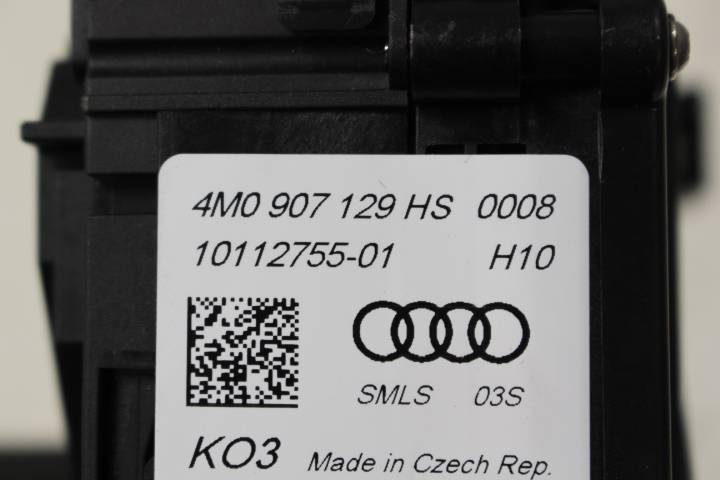 4M0 907 129 HS 0008
10112755-01 H10
SMLS 03S
KO3 Made in Czech Rep.